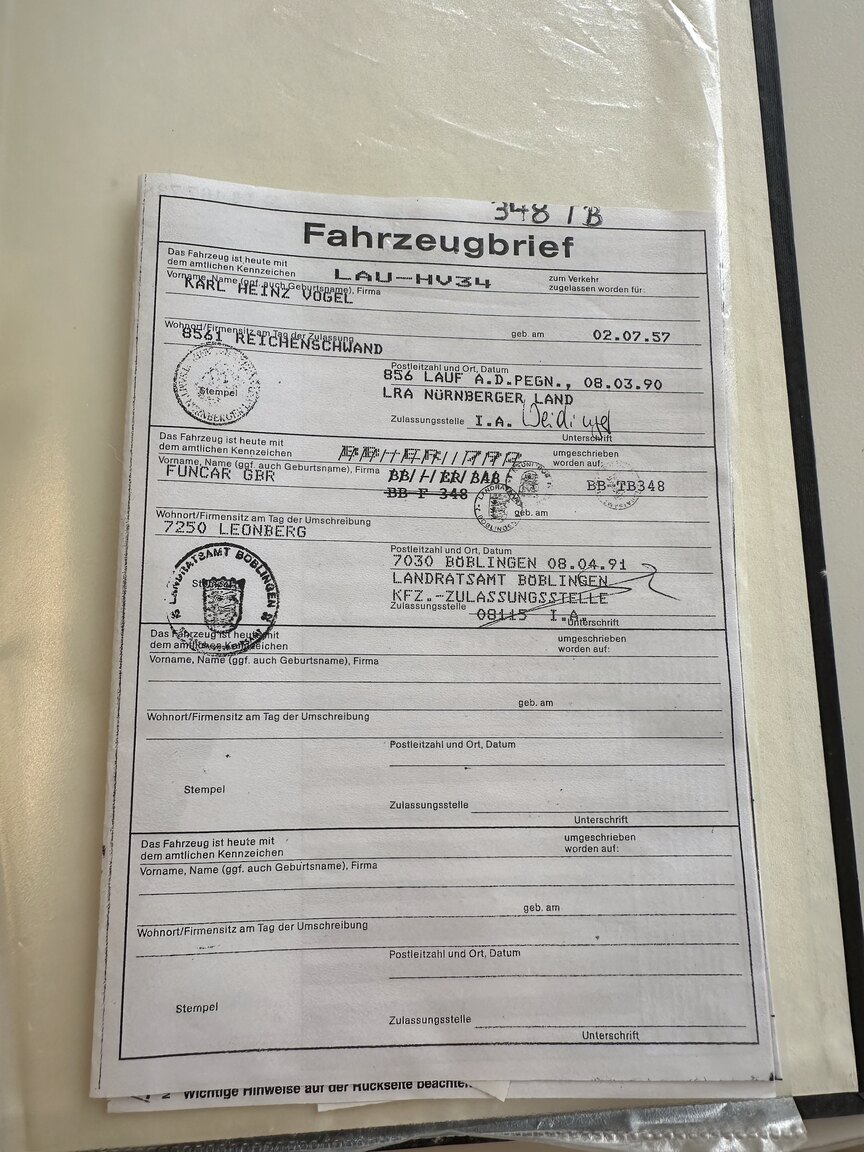 348 TB
Fahrzeugbrief
Das Fahrzeug ist heute mit
dem amtlichen Kennzeichen LAU-HV34 zum Verkehr
zugelassen worden für:
Vorname, Name (ggf. auch Geburtsname), Firma
KARL HEINZ VOGEL
geb. am 02.07.57
Wohnort/Firmensitz am Tag der Zulassung
8561 REICHENSCHWAND
Postleitzahl und Ort, Datum
856 LAUF A.D.PEGN., 08.03.90
LRA NÜRNBERGER LAND
Stempel
Zulassungsstelle I.A.
Unterschrift
Das Fahrzeug ist heute mit
dem amtlichen Kennzeichen
umgeschrieben
worden auf:
Vorname, Name (ggf. auch Geburtsname), Firma
FUNCAR GBR
BB-F 348
BB-TB348
geb. am
Wohnort/Firmensitz am Tag der Umschreibung
7250 LEONBERG
Postleitzahl und Ort, Datum
7030 BÖBLINGEN 08.04.91
LANDRATSAMT BÖBLINGEN
LANDRATSAMT BÖBLINGEN
KFZ.-ZULASSUNGSSTELLE
Zulassungsstelle
08115 I.A.
Unterschrift
Das Fahrzeug ist heute mit
dem amtlichen Kennzeichen
umgeschrieben
worden auf:
Vorname, Name (ggf. auch Geburtsname), Firma
geb. am
Wohnort/Firmensitz am Tag der Umschreibung
Postleitzahl und Ort, Datum
Stempel
Zulassungsstelle
Unterschrift
Das Fahrzeug ist heute mit
dem amtlichen Kennzeichen
umgeschrieben
worden auf:
Vorname, Name (ggf. auch Geburtsname), Firma
geb. am
Wohnort/Firmensitz am Tag der Umschreibung
Postleitzahl und Ort, Datum
Stempel
Zulassungsstelle
Unterschrift
Wichtige Hinweise auf der Rückseite beachten